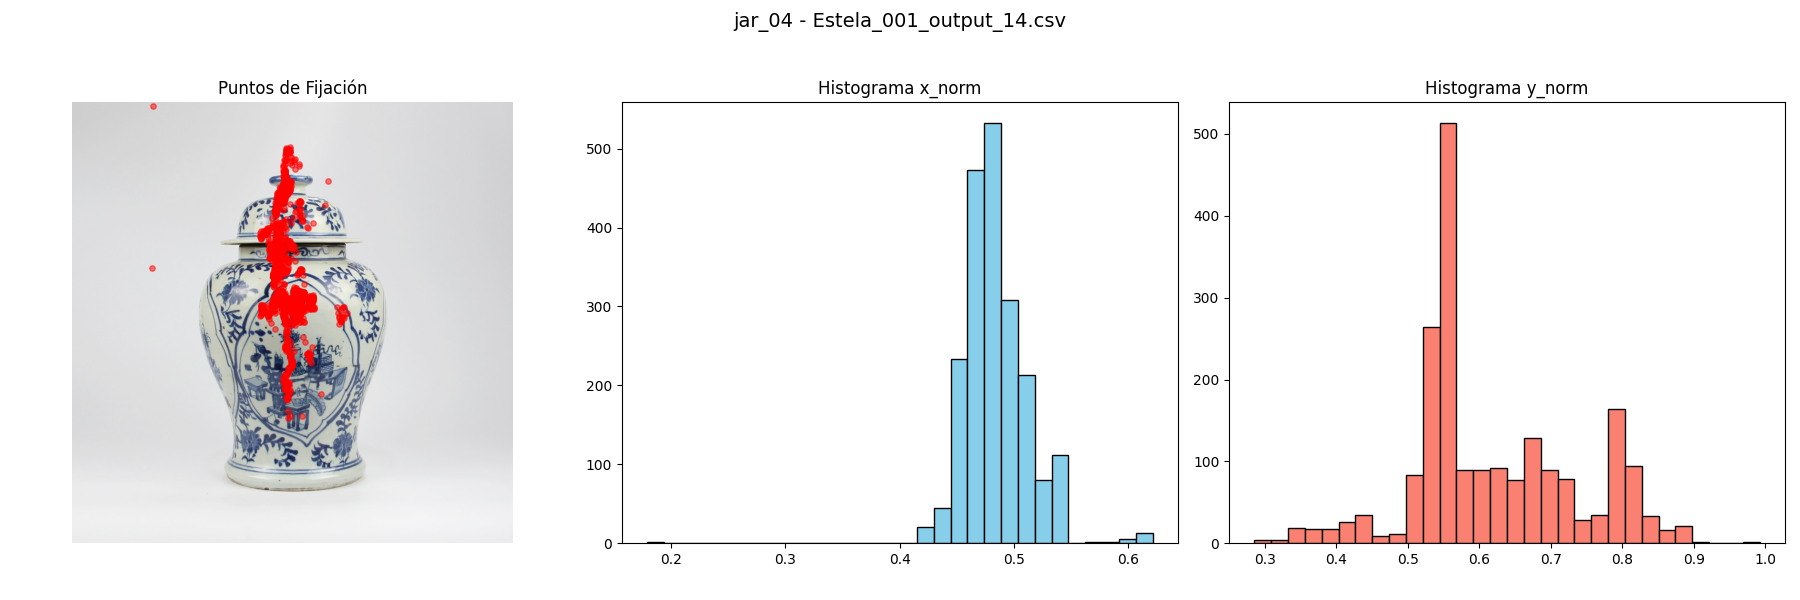 jar_04 - Estela_001_output_14.csv
Puntos de Fijación
Histograma x_norm
500
400
300
200
100
0
0.2 0.3 0.4 0.5 0.6
Histograma y_norm
500
400
300
200
100
0
0.3 0.4 0.5 0.6 0.7 0.8 0.9 1.0